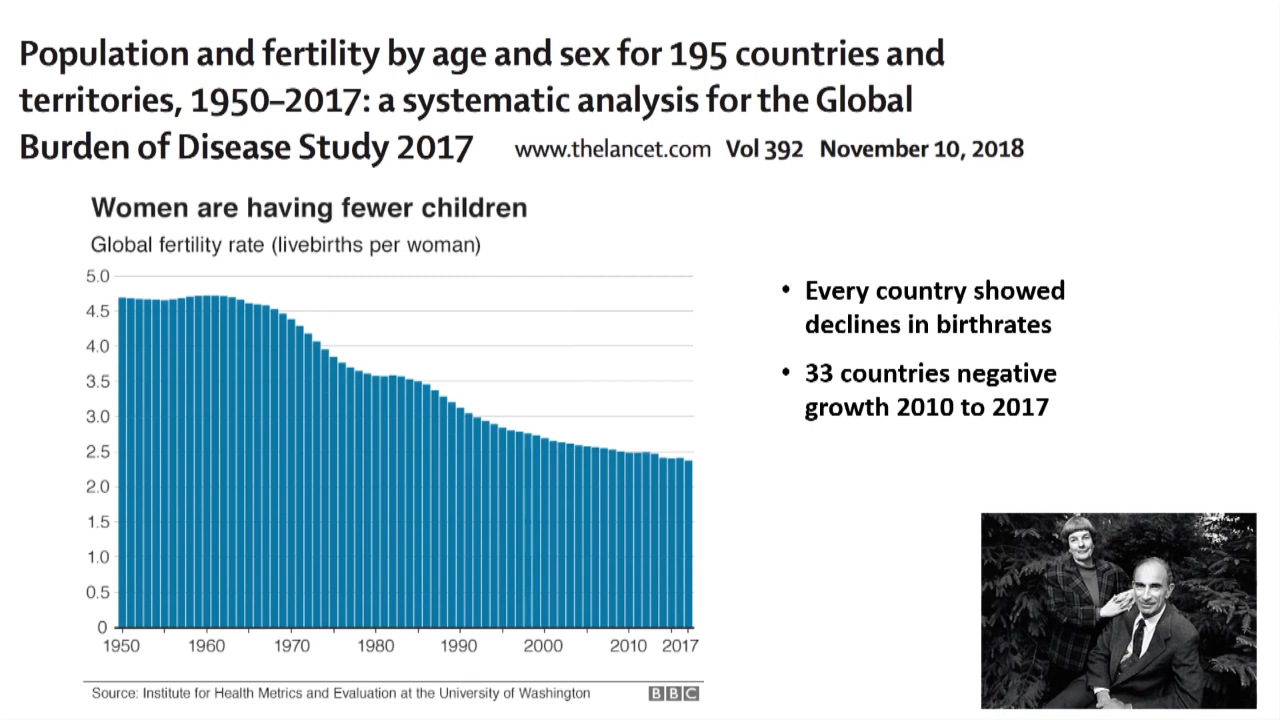 Population and fertility by age and sex for 195 countries and
territories, 1950–2017: a systematic analysis for the Global
Burden of Disease Study 2017 www.thelancet.com Vol 392 November 10, 2018
Women are having fewer children
Global fertility rate (livebirths per woman)
5.0
4.5
4.0
3.5
3.0
2.5
2.0
1.5
1.0
0.5
0
1950 1960 1970 1980 1990 2000 2010 2017
Source: Institute for Health Metrics and Evaluation at the University of Washington BBC
• Every country showed
declines in birthrates
• 33 countries negative
growth 2010 to 2017